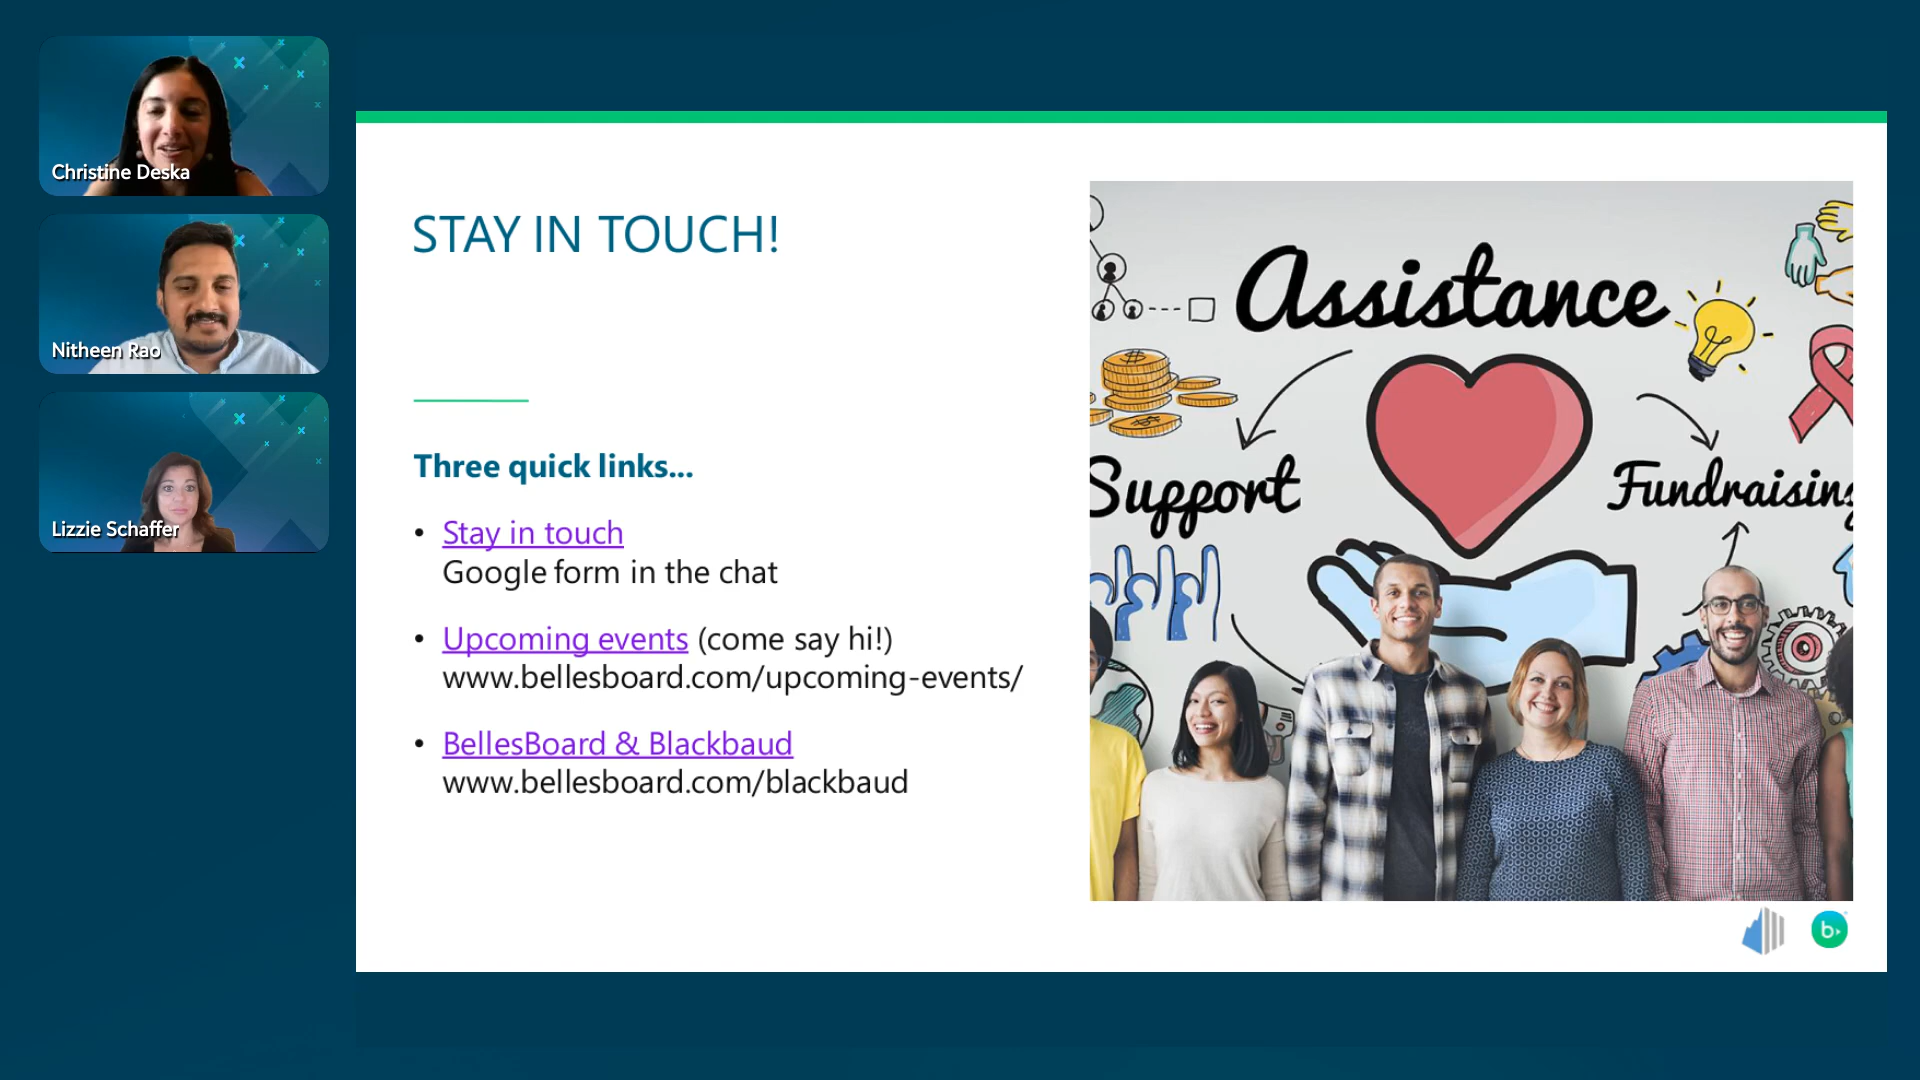 Christine Deska
Nitheen Rao
Lizzie Schaffer
STAY IN TOUCH!
Three quick links...
• Stay in touch
Google form in the chat
• Upcoming events (come say hi!)
www.bellesboard.com/upcoming-events/
• BellesBoard & Blackbaud
www.bellesboard.com/blackbaud
Assistance
Support
Fundraising
b